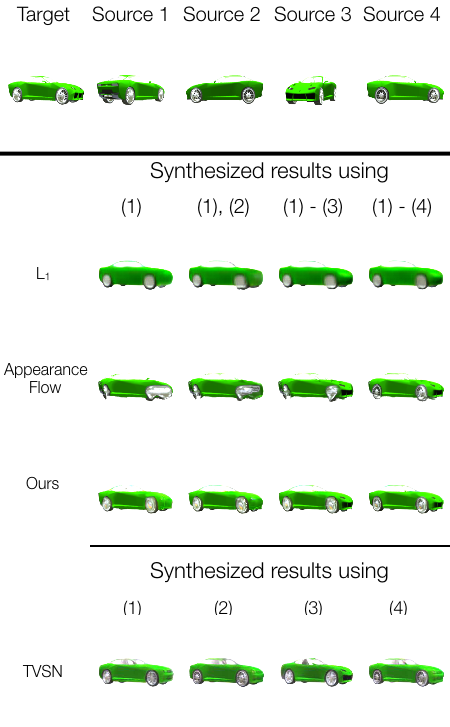 Target Source 1 Source 2 Source 3 Source 4
Synthesized results using
(1) (1), (2) (1) - (3) (1) - (4)
L₁
Appearance
Flow
Ours
Synthesized results using
(1) (2) (3) (4)
TVSN